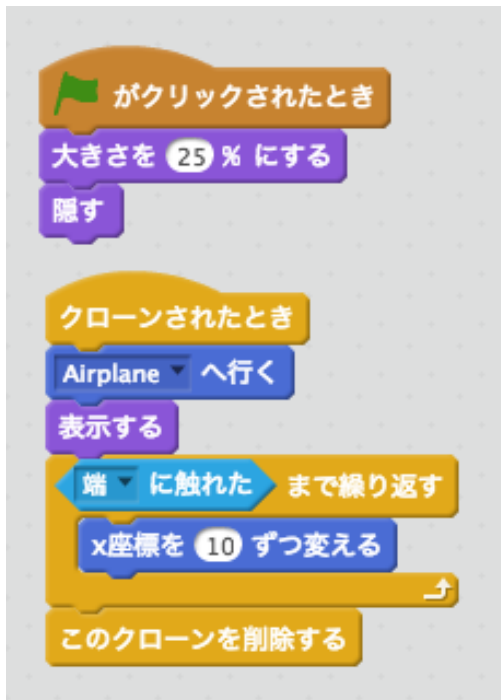 がクリックされたとき
大きさを 25 % にする
隠す
クローンされたとき
Airplane へ行く
表示する
端 に触れた まで繰り返す
x座標を 10 ずつ変える
このクローンを削除する